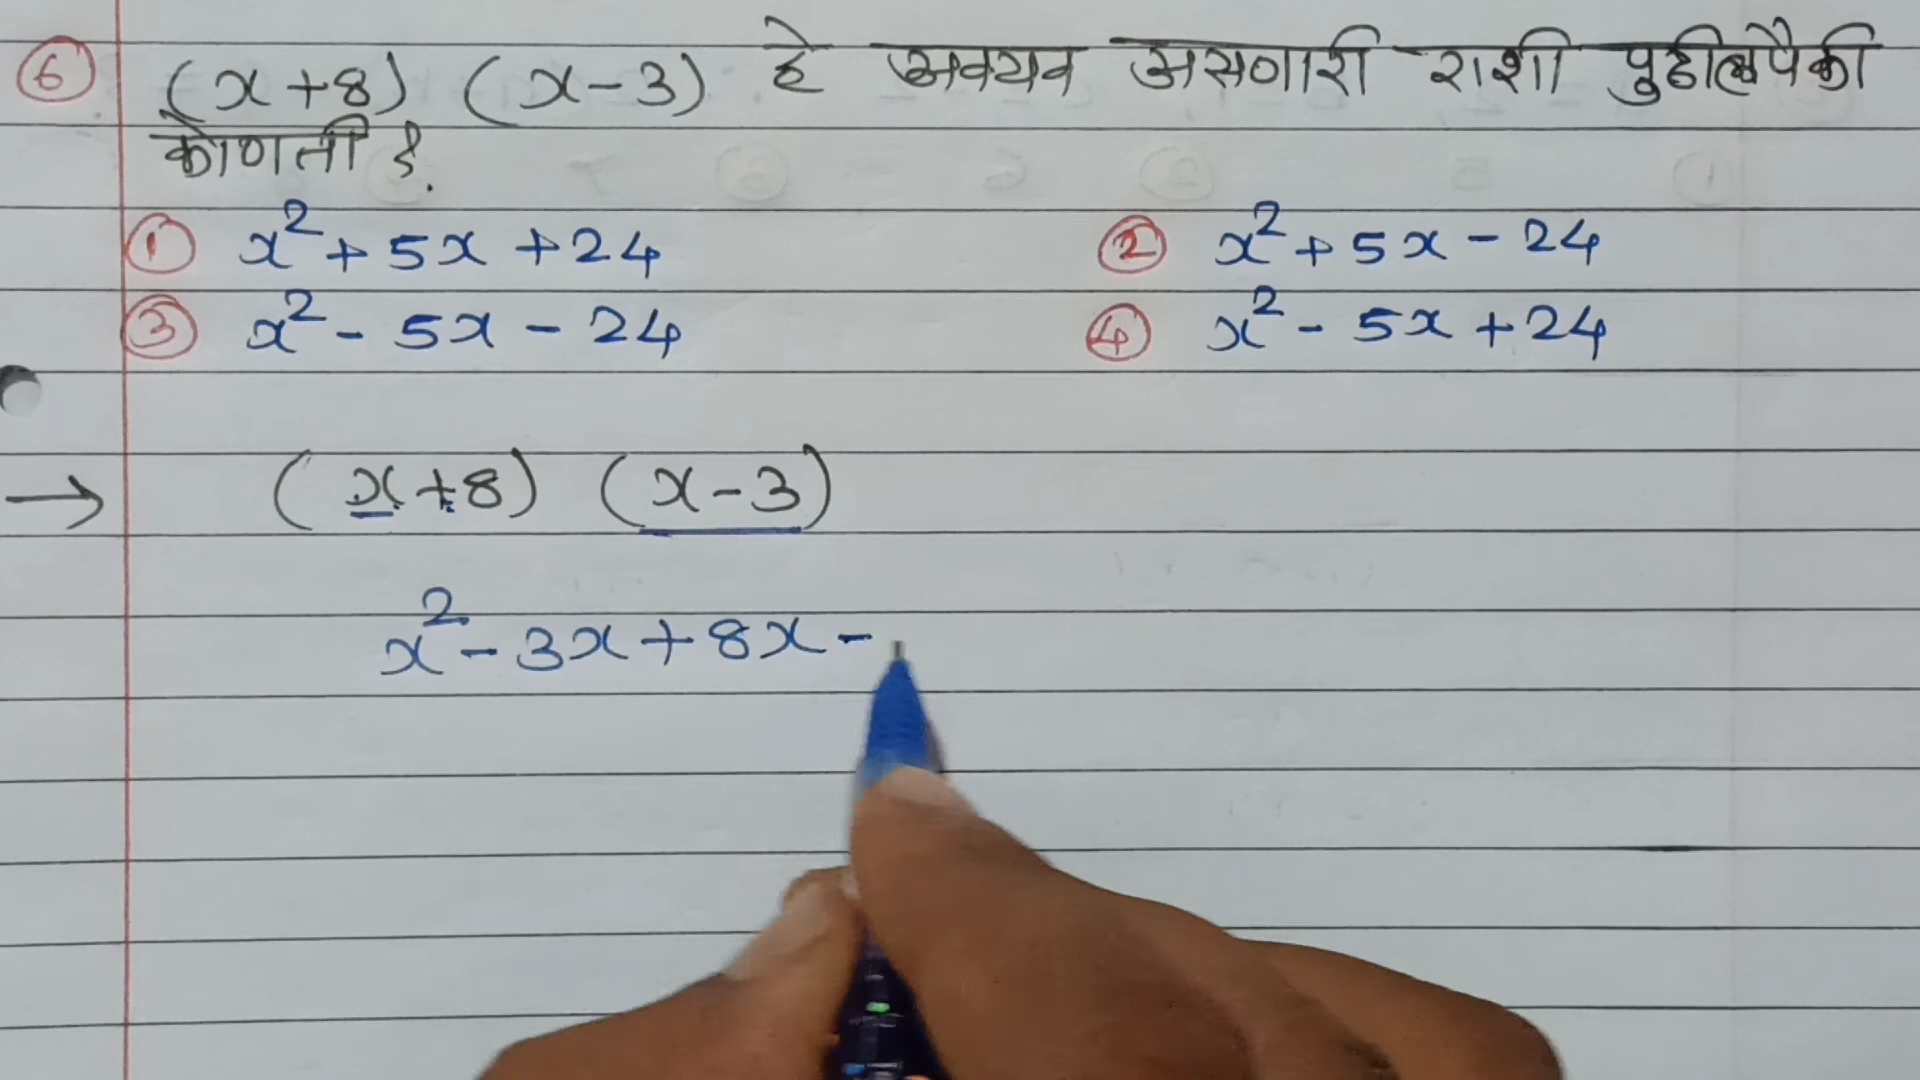 6 (x+8) (x-3) हे अवयव असणारी राशी पुढीलपैकी
कोणती ?.
1 x² + 5x + 24 2 x² + 5x - 24
3 x² - 5x - 24 4 x² - 5x + 24
→ (x+8) (x-3)
x² - 3x + 8x -